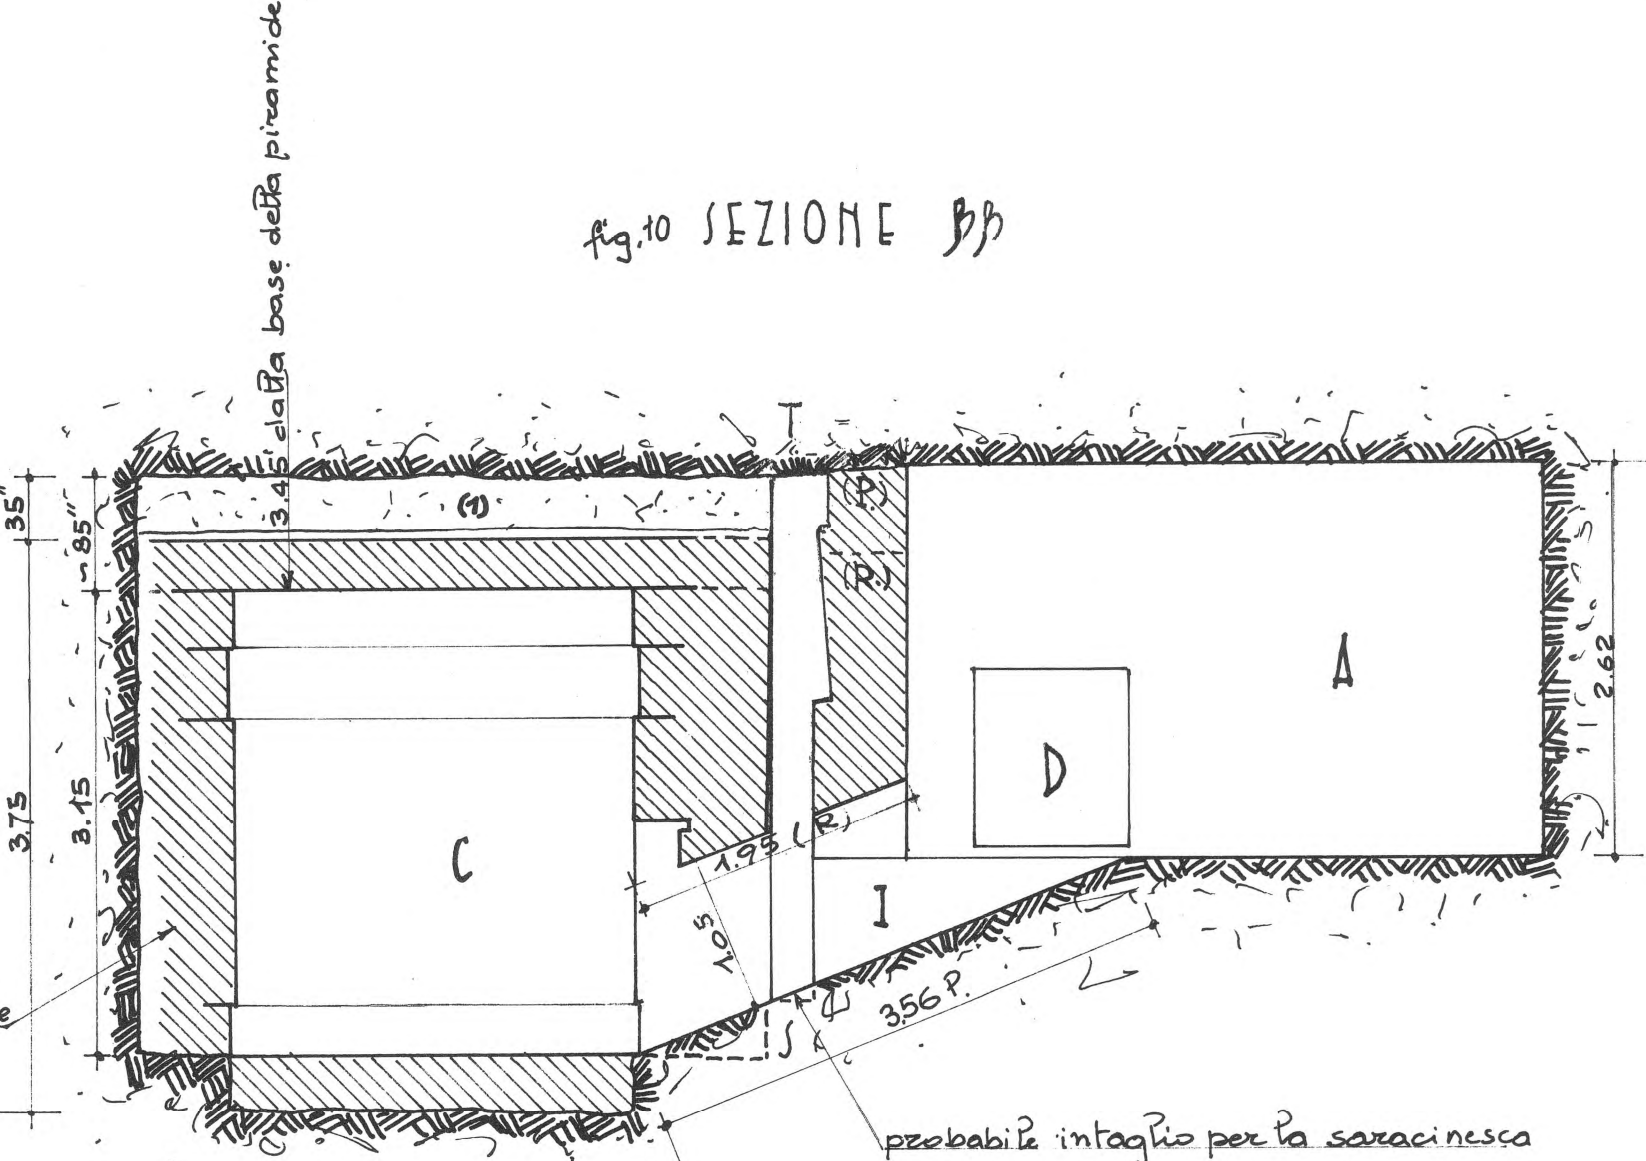 3.45 dalla base della piramide
fig. 10 SEZIONE BB
T
35"
~85"
(1)
(P.)
(R.)
A
2.62
D
3.75
3.15
C
1.95 (R)
I
1.05
3.56 P.
S
probabile intaglio per la saracinesca